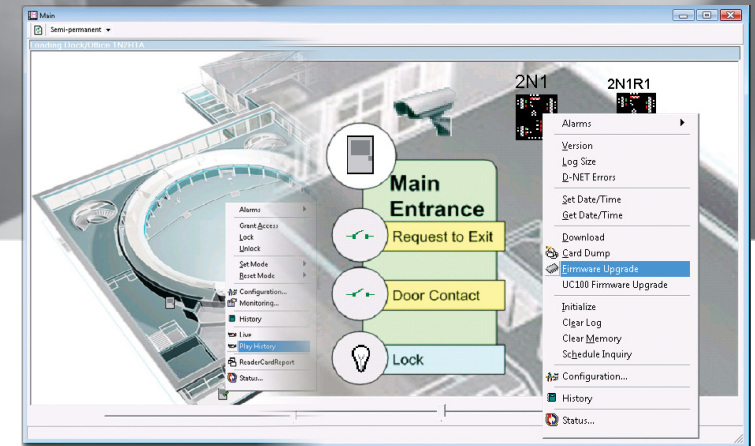 Main
Semi-permanent
Loading Dock/Office TN2H1A
2N1
2N1R1
Main
Entrance
Request to Exit
Door Contact
Lock
Alarms
Grant Access
Lock
Unlock
Set Mode
Reset Mode
Configuration...
Monitoring...
History
Live
Play History
ReaderCardReport
Status...
Alarms
Version
Log Size
D-NET Errors
Set Date/Time
Get Date/Time
Download
Card Dump
Firmware Upgrade
UC100 Firmware Upgrade
Initialize
Clear Log
Clear Memory
Schedule Inquiry
Configuration...
History
Status...